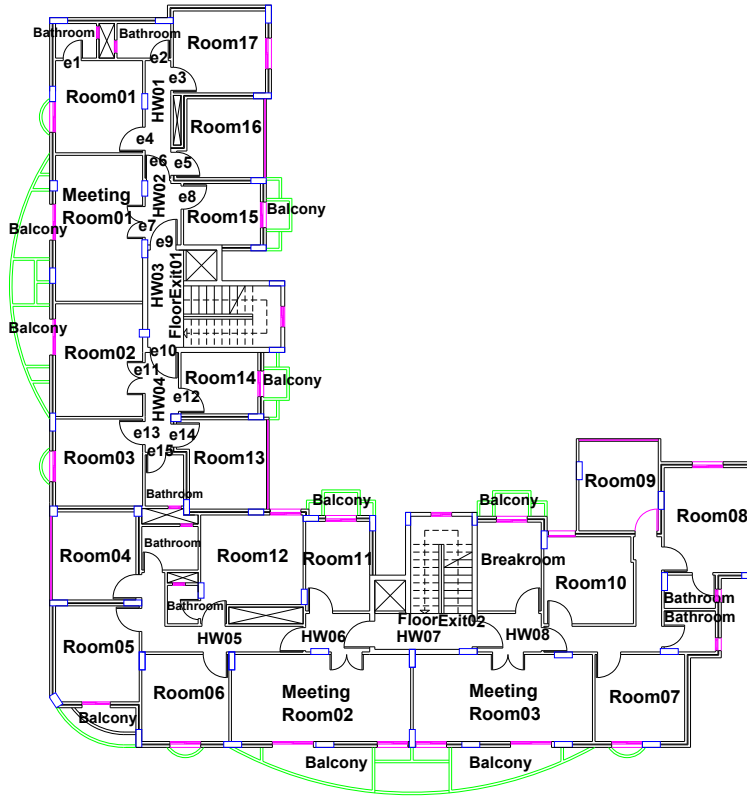 Bathroom
Bathroom
Room17
e1
e2
e3
Room01
HW01
Room16
e4
e6
e5
Meeting
Room01
HW02
e8
Room15
Balcony
Balcony
e7
e9
HW03
FloorExit01
Balcony
Room02
e10
e11
Room14
Balcony
HW04
e12
e13
e14
e15
Room03
Room13
Bathroom
Room09
Room08
Balcony
Balcony
Room04
Bathroom
Room12
Room11
Breakroom
Room10
Bathroom
Bathroom
Bathroom
Room05
HW05
HW06
FloorExit02
HW07
HW08
Room06
Meeting
Room02
Meeting
Room03
Room07
Balcony
Balcony
Balcony